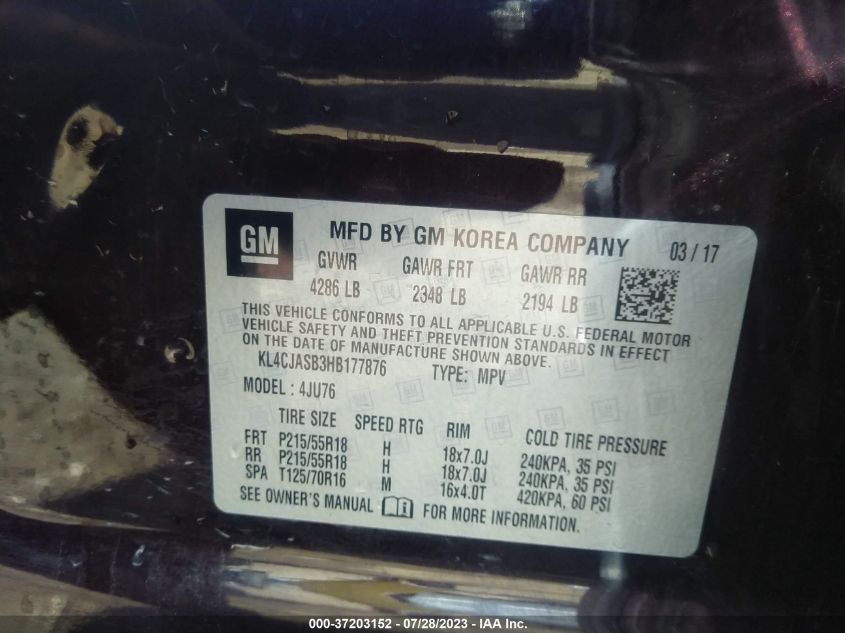 GM
MFD BY GM KOREA COMPANY 03 / 17
GVWR GAWR FRT GAWR RR
4286 LB 2348 LB 2194 LB
THIS VEHICLE CONFORMS TO ALL APPLICABLE U.S. FEDERAL MOTOR
VEHICLE SAFETY AND THEFT PREVENTION STANDARDS IN EFFECT
ON THE DATE OF MANUFACTURE SHOWN ABOVE.
KL4CJASB3HB177876 TYPE: MPV
MODEL : 4JU76
TIRE SIZE SPEED RTG RIM COLD TIRE PRESSURE
FRT P215/55R18 H 18x7.0J 240KPA, 35 PSI
RR P215/55R18 H 18x7.0J 240KPA, 35 PSI
SPA T125/70R16 M 16x4.0T 420KPA, 60 PSI
SEE OWNER'S MANUAL FOR MORE INFORMATION.
000-37203152 / 07/28/2023 - IAA Inc.